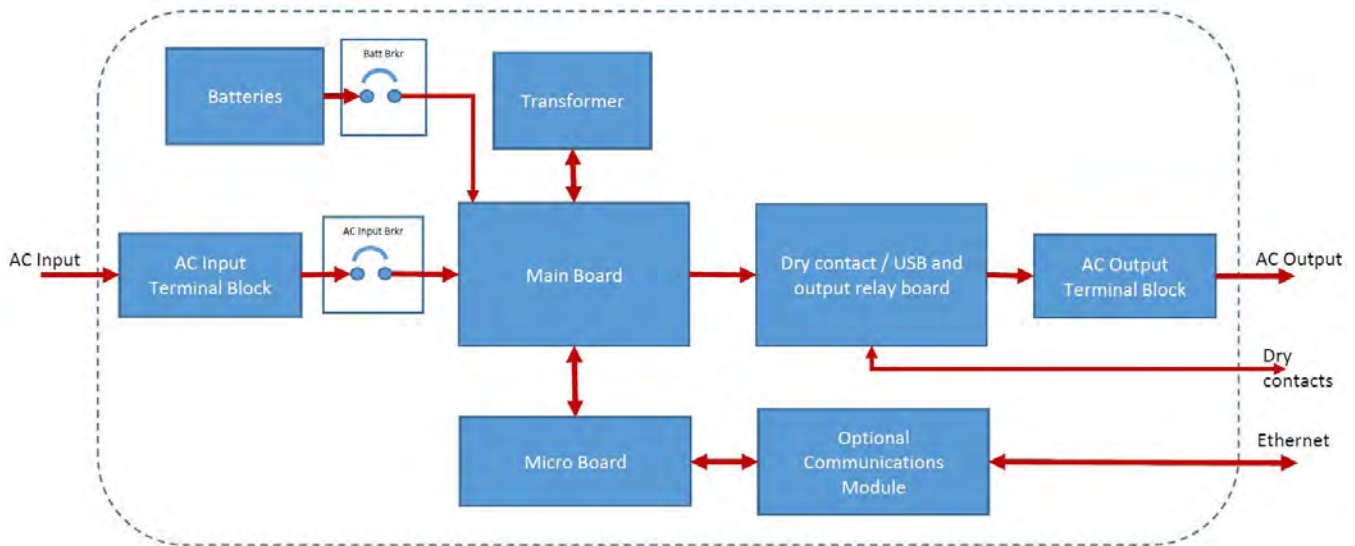 Batt Brkr
Batteries
Transformer
AC Input Brkr
AC Input
AC Input
Terminal Block
Main Board
Dry contact / USB and
output relay board
AC Output
Terminal Block
AC Output
Dry
contacts
Micro Board
Optional
Communications
Module
Ethernet